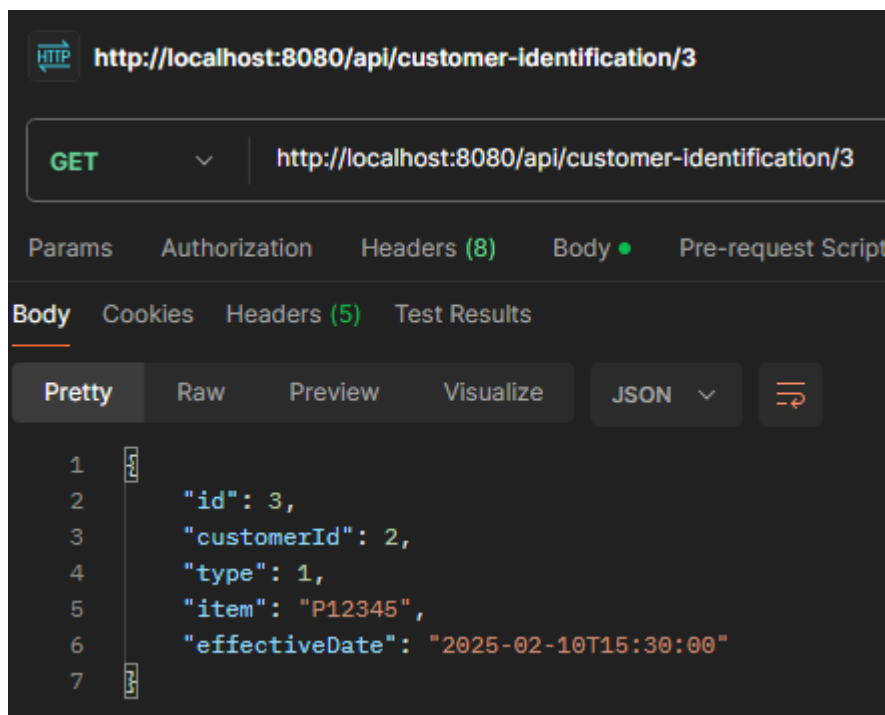 HTTP http://localhost:8080/api/customer-identification/3
GET http://localhost:8080/api/customer-identification/3
Params Authorization Headers (8) Body Pre-request Script
Body Cookies Headers (5) Test Results
Pretty Raw Preview Visualize JSON
1 {
2 "id": 3,
3 "customerId": 2,
4 "type": 1,
5 "item": "P12345",
6 "effectiveDate": "2025-02-10T15:30:00"
7 }